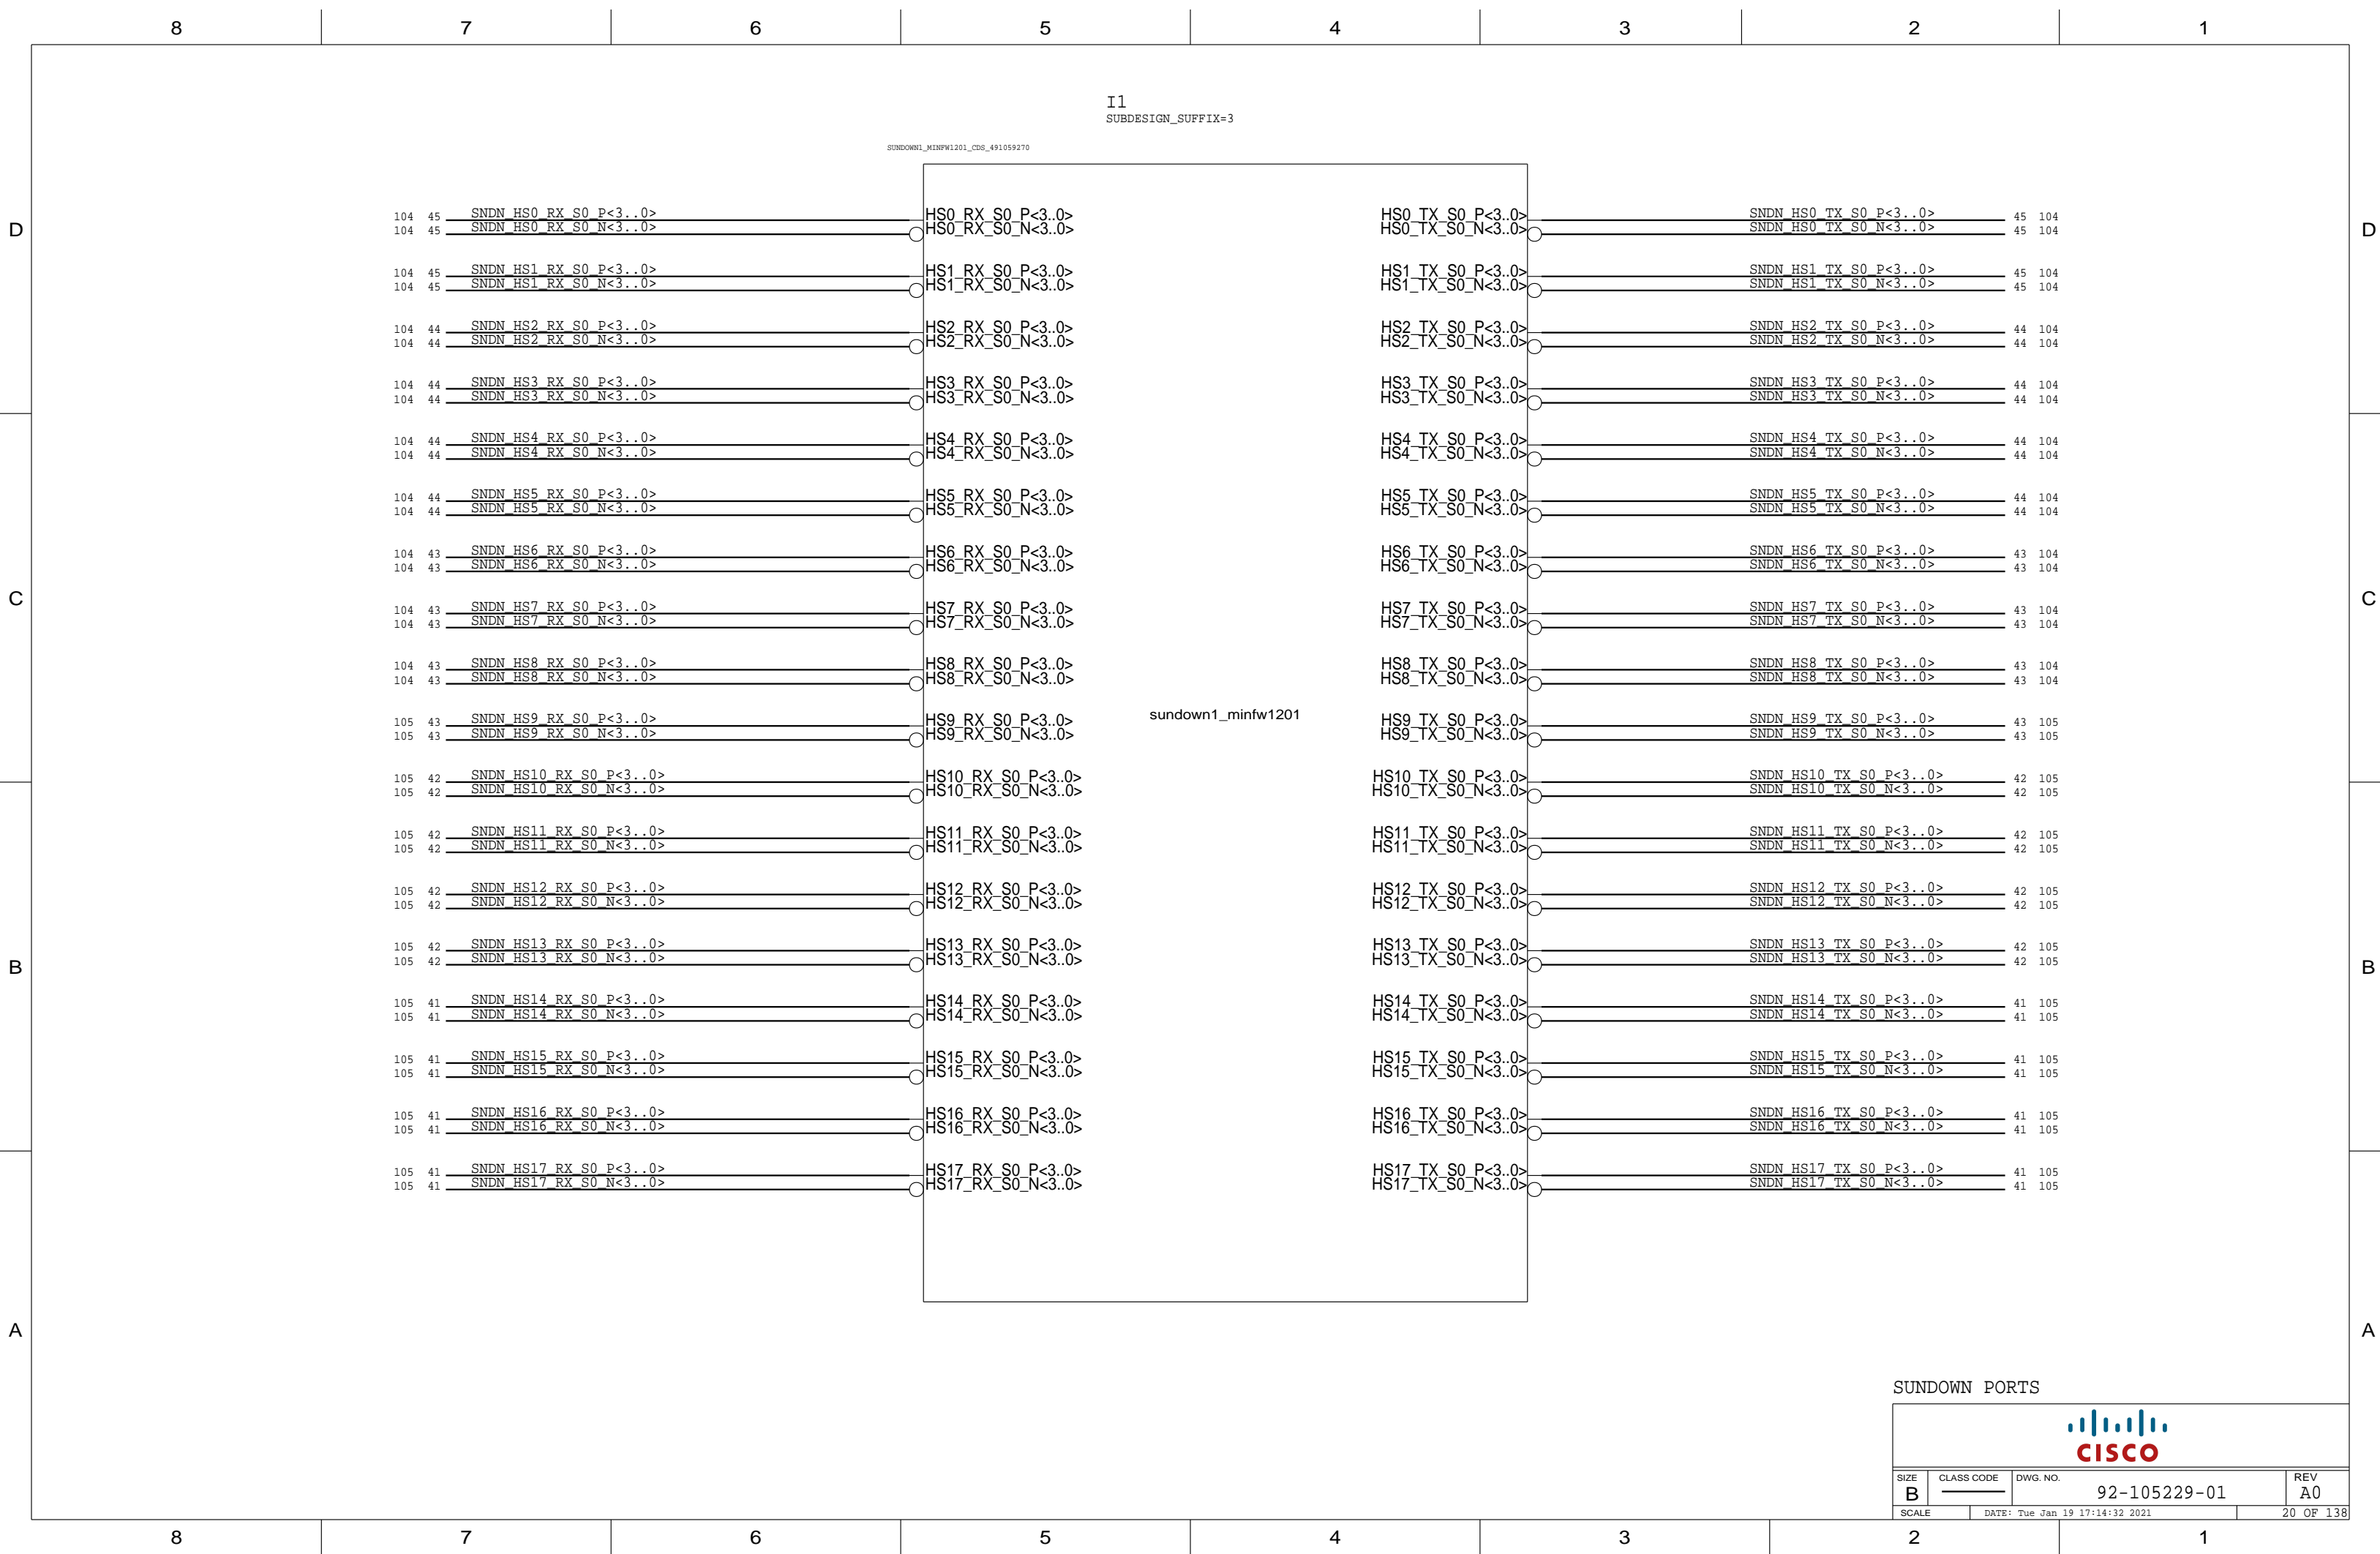 8 7 6 5 4 3 2 1
I1
SUBDESIGN_SUFFIX=3
SUNDOWN1_MINFW1201_CDS_491059270
D D
104 45 SNDN_HS0_RX_S0_P<3..0> HS0_RX_S0_P<3..0> HS0_TX_S0_P<3..0> SNDN_HS0_TX_S0_P<3..0> 45 104
104 45 SNDN_HS0_RX_S0_N<3..0> HS0_RX_S0_N<3..0> HS0_TX_S0_N<3..0> SNDN_HS0_TX_S0_N<3..0> 45 104
104 45 SNDN_HS1_RX_S0_P<3..0> HS1_RX_S0_P<3..0> HS1_TX_S0_P<3..0> SNDN_HS1_TX_S0_P<3..0> 45 104
104 45 SNDN_HS1_RX_S0_N<3..0> HS1_RX_S0_N<3..0> HS1_TX_S0_N<3..0> SNDN_HS1_TX_S0_N<3..0> 45 104
104 44 SNDN_HS2_RX_S0_P<3..0> HS2_RX_S0_P<3..0> HS2_TX_S0_P<3..0> SNDN_HS2_TX_S0_P<3..0> 44 104
104 44 SNDN_HS2_RX_S0_N<3..0> HS2_RX_S0_N<3..0> HS2_TX_S0_N<3..0> SNDN_HS2_TX_S0_N<3..0> 44 104
104 44 SNDN_HS3_RX_S0_P<3..0> HS3_RX_S0_P<3..0> HS3_TX_S0_P<3..0> SNDN_HS3_TX_S0_P<3..0> 44 104
104 44 SNDN_HS3_RX_S0_N<3..0> HS3_RX_S0_N<3..0> HS3_TX_S0_N<3..0> SNDN_HS3_TX_S0_N<3..0> 44 104
104 44 SNDN_HS4_RX_S0_P<3..0> HS4_RX_S0_P<3..0> HS4_TX_S0_P<3..0> SNDN_HS4_TX_S0_P<3..0> 44 104
104 44 SNDN_HS4_RX_S0_N<3..0> HS4_RX_S0_N<3..0> HS4_TX_S0_N<3..0> SNDN_HS4_TX_S0_N<3..0> 44 104
104 44 SNDN_HS5_RX_S0_P<3..0> HS5_RX_S0_P<3..0> HS5_TX_S0_P<3..0> SNDN_HS5_TX_S0_P<3..0> 44 104
104 44 SNDN_HS5_RX_S0_N<3..0> HS5_RX_S0_N<3..0> HS5_TX_S0_N<3..0> SNDN_HS5_TX_S0_N<3..0> 44 104
104 43 SNDN_HS6_RX_S0_P<3..0> HS6_RX_S0_P<3..0> HS6_TX_S0_P<3..0> SNDN_HS6_TX_S0_P<3..0> 43 104
104 43 SNDN_HS6_RX_S0_N<3..0> HS6_RX_S0_N<3..0> HS6_TX_S0_N<3..0> SNDN_HS6_TX_S0_N<3..0> 43 104
C C
104 43 SNDN_HS7_RX_S0_P<3..0> HS7_RX_S0_P<3..0> HS7_TX_S0_P<3..0> SNDN_HS7_TX_S0_P<3..0> 43 104
104 43 SNDN_HS7_RX_S0_N<3..0> HS7_RX_S0_N<3..0> HS7_TX_S0_N<3..0> SNDN_HS7_TX_S0_N<3..0> 43 104
104 43 SNDN_HS8_RX_S0_P<3..0> HS8_RX_S0_P<3..0> HS8_TX_S0_P<3..0> SNDN_HS8_TX_S0_P<3..0> 43 104
104 43 SNDN_HS8_RX_S0_N<3..0> HS8_RX_S0_N<3..0> HS8_TX_S0_N<3..0> SNDN_HS8_TX_S0_N<3..0> 43 104
sundown1_minfw1201
105 43 SNDN_HS9_RX_S0_P<3..0> HS9_RX_S0_P<3..0> HS9_TX_S0_P<3..0> SNDN_HS9_TX_S0_P<3..0> 43 105
105 43 SNDN_HS9_RX_S0_N<3..0> HS9_RX_S0_N<3..0> HS9_TX_S0_N<3..0> SNDN_HS9_TX_S0_N<3..0> 43 105
105 42 SNDN_HS10_RX_S0_P<3..0> HS10_RX_S0_P<3..0> HS10_TX_S0_P<3..0> SNDN_HS10_TX_S0_P<3..0> 42 105
105 42 SNDN_HS10_RX_S0_N<3..0> HS10_RX_S0_N<3..0> HS10_TX_S0_N<3..0> SNDN_HS10_TX_S0_N<3..0> 42 105
105 42 SNDN_HS11_RX_S0_P<3..0> HS11_RX_S0_P<3..0> HS11_TX_S0_P<3..0> SNDN_HS11_TX_S0_P<3..0> 42 105
105 42 SNDN_HS11_RX_S0_N<3..0> HS11_RX_S0_N<3..0> HS11_TX_S0_N<3..0> SNDN_HS11_TX_S0_N<3..0> 42 105
105 42 SNDN_HS12_RX_S0_P<3..0> HS12_RX_S0_P<3..0> HS12_TX_S0_P<3..0> SNDN_HS12_TX_S0_P<3..0> 42 105
105 42 SNDN_HS12_RX_S0_N<3..0> HS12_RX_S0_N<3..0> HS12_TX_S0_N<3..0> SNDN_HS12_TX_S0_N<3..0> 42 105
105 42 SNDN_HS13_RX_S0_P<3..0> HS13_RX_S0_P<3..0> HS13_TX_S0_P<3..0> SNDN_HS13_TX_S0_P<3..0> 42 105
105 42 SNDN_HS13_RX_S0_N<3..0> HS13_RX_S0_N<3..0> HS13_TX_S0_N<3..0> SNDN_HS13_TX_S0_N<3..0> 42 105
B B
105 41 SNDN_HS14_RX_S0_P<3..0> HS14_RX_S0_P<3..0> HS14_TX_S0_P<3..0> SNDN_HS14_TX_S0_P<3..0> 41 105
105 41 SNDN_HS14_RX_S0_N<3..0> HS14_RX_S0_N<3..0> HS14_TX_S0_N<3..0> SNDN_HS14_TX_S0_N<3..0> 41 105
105 41 SNDN_HS15_RX_S0_P<3..0> HS15_RX_S0_P<3..0> HS15_TX_S0_P<3..0> SNDN_HS15_TX_S0_P<3..0> 41 105
105 41 SNDN_HS15_RX_S0_N<3..0> HS15_RX_S0_N<3..0> HS15_TX_S0_N<3..0> SNDN_HS15_TX_S0_N<3..0> 41 105
105 41 SNDN_HS16_RX_S0_P<3..0> HS16_RX_S0_P<3..0> HS16_TX_S0_P<3..0> SNDN_HS16_TX_S0_P<3..0> 41 105
105 41 SNDN_HS16_RX_S0_N<3..0> HS16_RX_S0_N<3..0> HS16_TX_S0_N<3..0> SNDN_HS16_TX_S0_N<3..0> 41 105
105 41 SNDN_HS17_RX_S0_P<3..0> HS17_RX_S0_P<3..0> HS17_TX_S0_P<3..0> SNDN_HS17_TX_S0_P<3..0> 41 105
105 41 SNDN_HS17_RX_S0_N<3..0> HS17_RX_S0_N<3..0> HS17_TX_S0_N<3..0> SNDN_HS17_TX_S0_N<3..0> 41 105
A A
SUNDOWN PORTS
CISCO
SIZE CLASS CODE DWG. NO. REV
B 92-105229-01 A0
SCALE DATE: Tue Jan 19 17:14:32 2021 20 OF 138
8 7 6 5 4 3 2 1